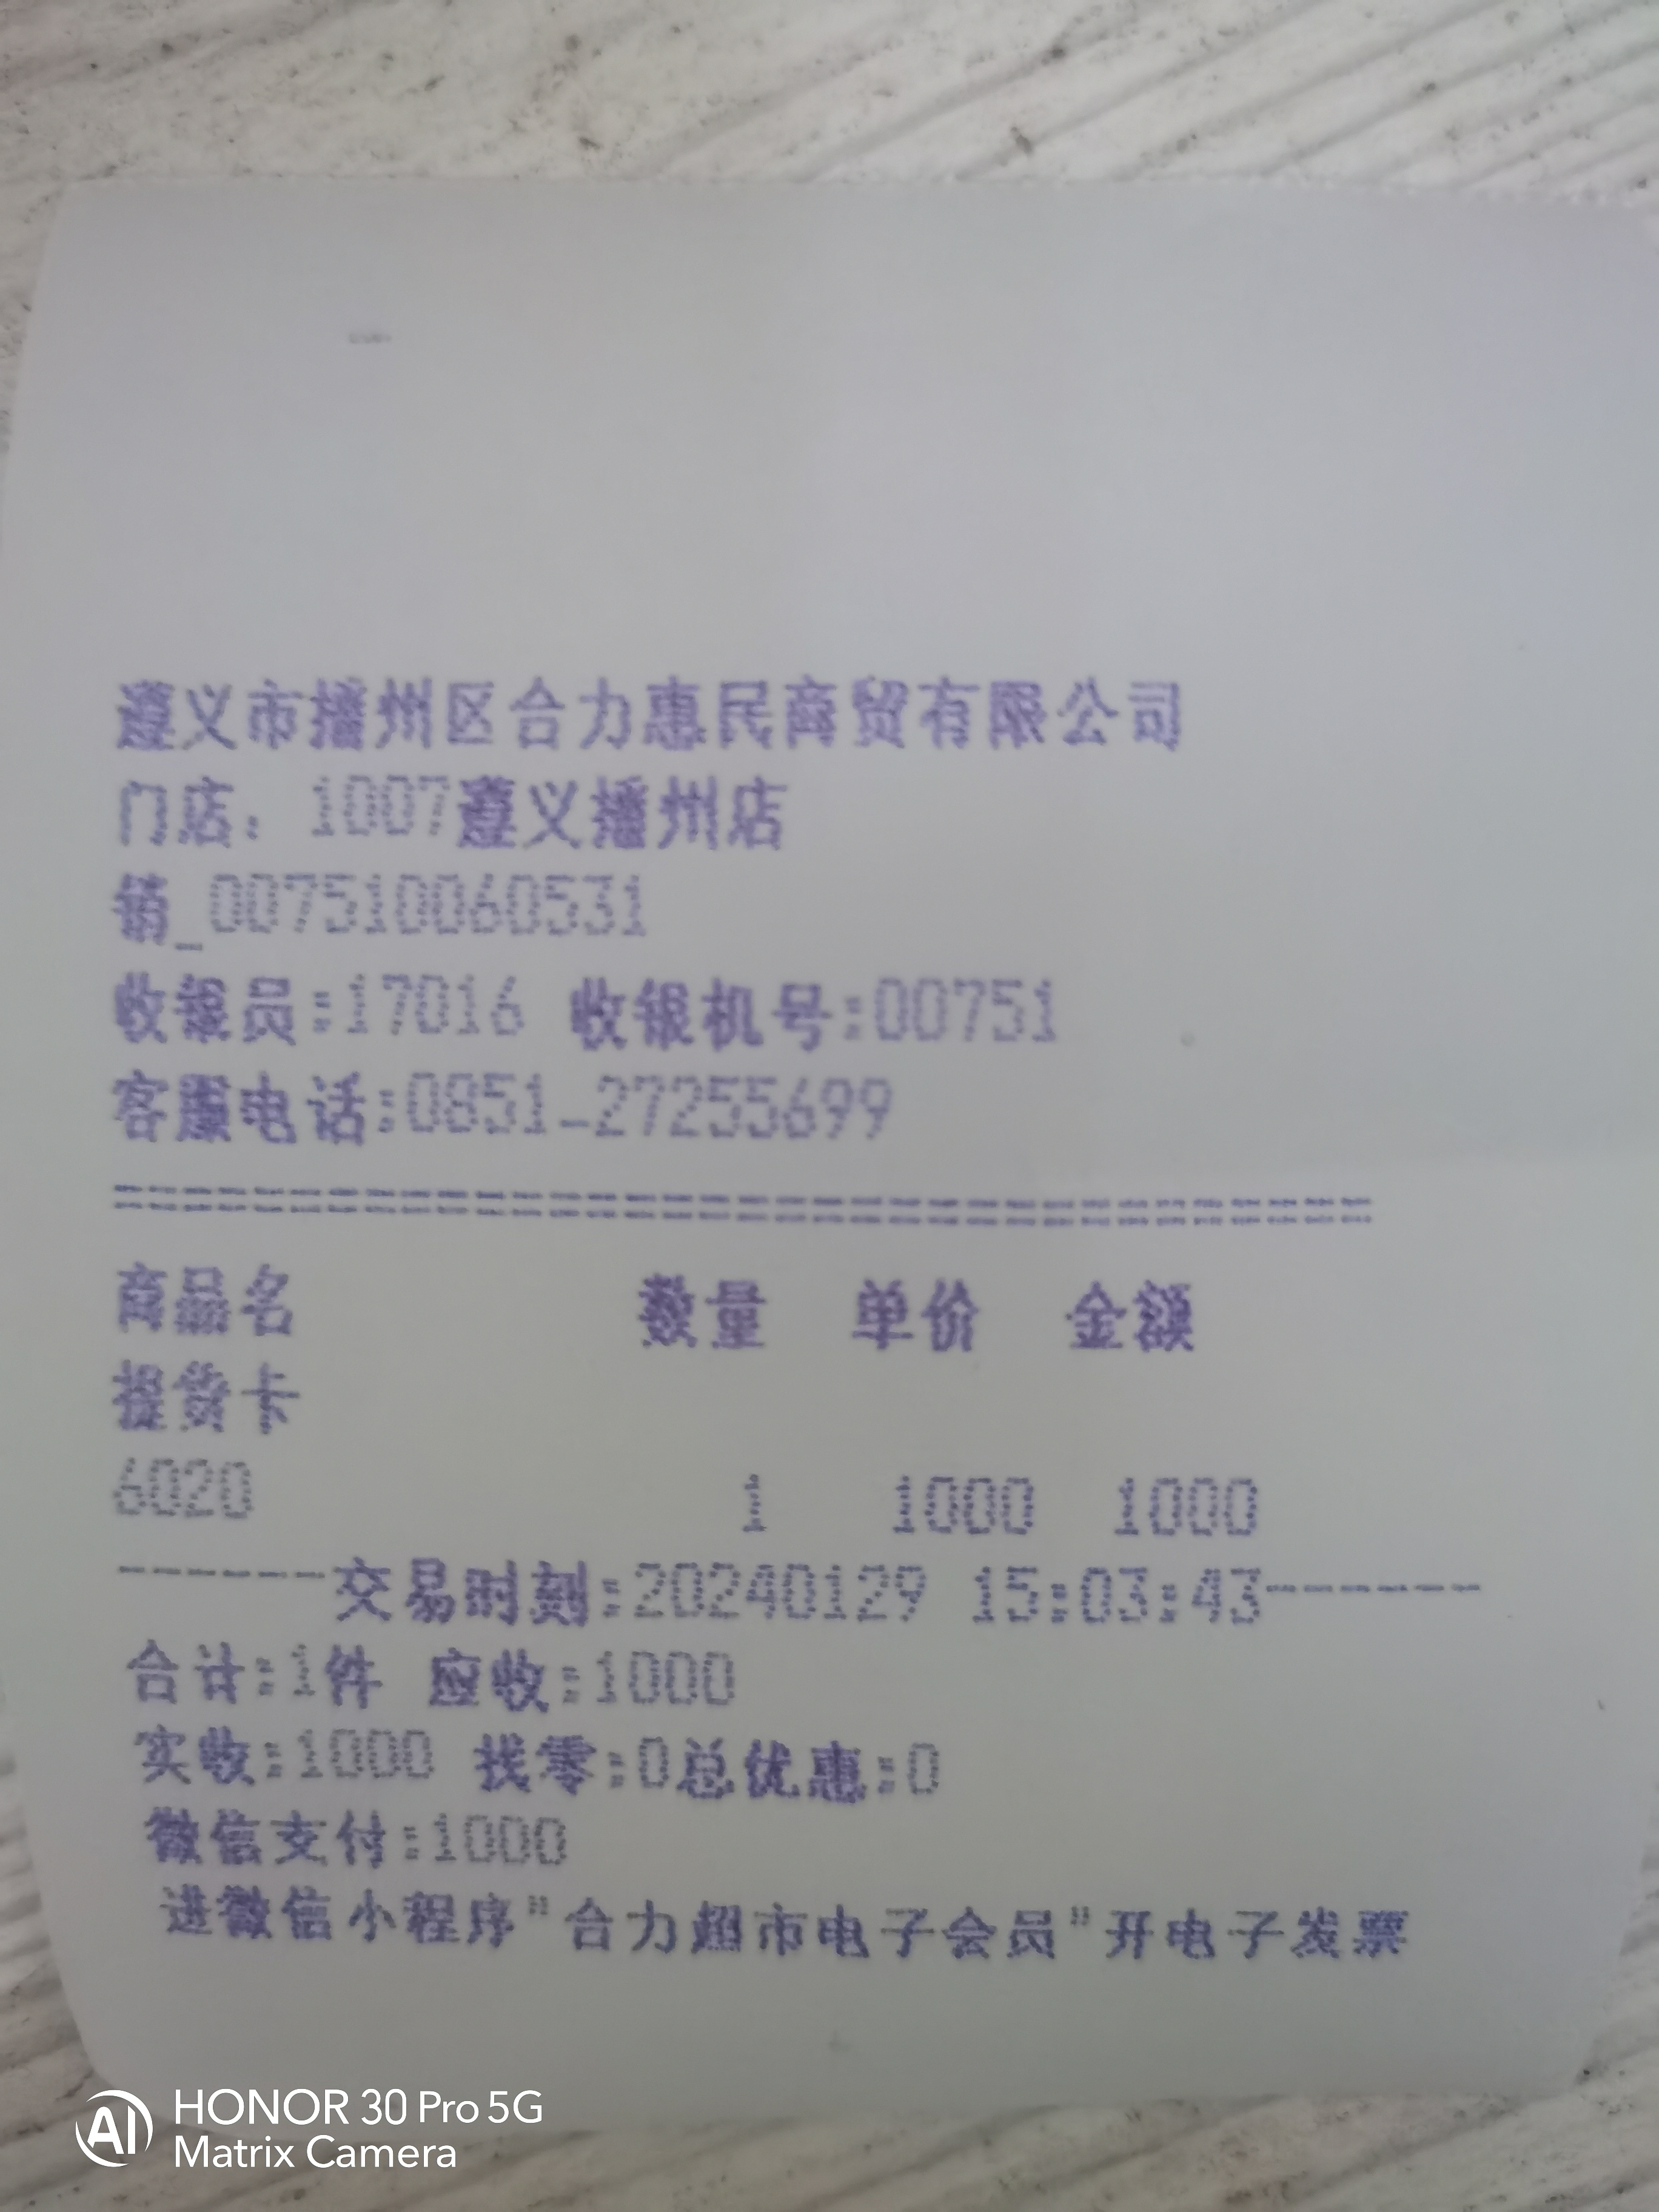 遵义市播州区合力惠民商贸有限公司
门店: 1007遵义播州店
销_007510060531
收银员:17016 收银机号:00751
客服电话:0851-27255699
==================================
商品名 数量 单价 金额
提货卡
6020 1 1000 1000
------交易时刻:20240129 15:03:43------
合计:1件 应收:1000
实收:1000 找零:0总优惠:0
微信支付:1000
进微信小程序"合力超市电子会员"开电子发票
AI HONOR 30 Pro 5G
Matrix Camera